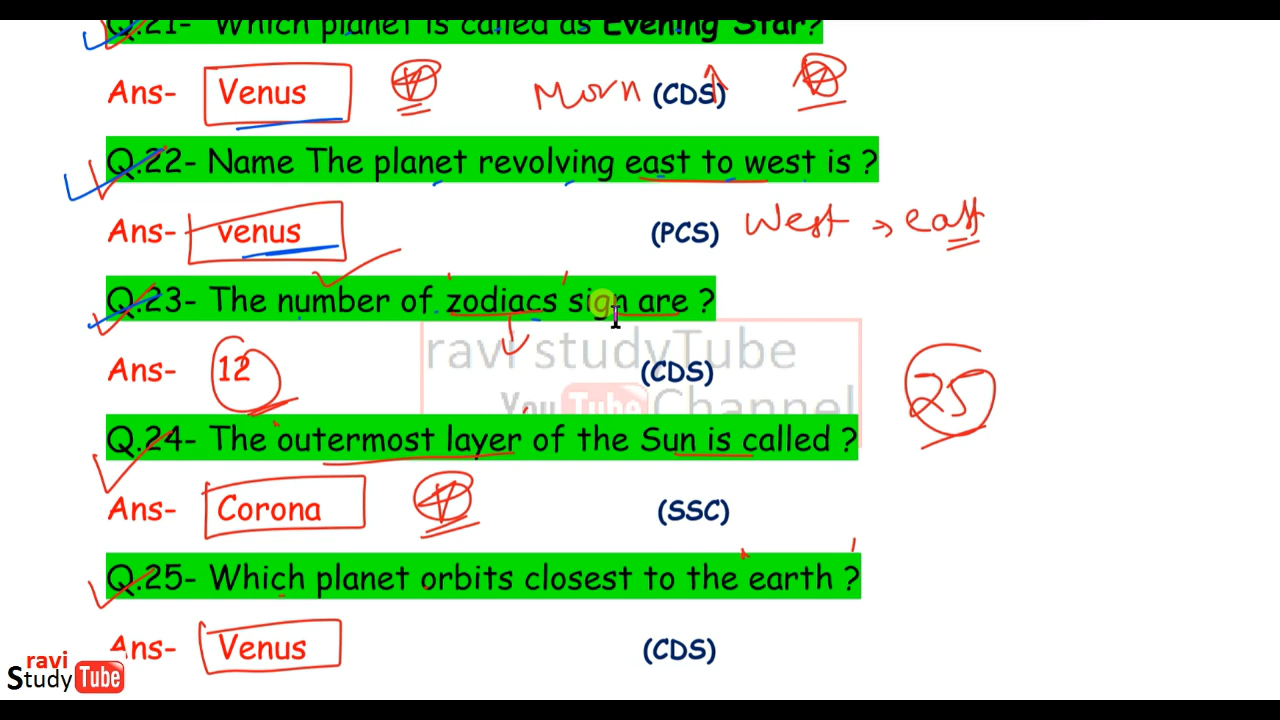 Q.21- Which planet is called as Evening Star?
Ans- Venus Morn (CDS)
Q.22- Name The planet revolving east to west is ?
Ans- venus (PCS) West → east
Q.23- The number of zodiacs sign are ?
ravi studyTube
Ans- 12 (CDS) 25
YouTube Channel
Q.24- The outermost layer of the Sun is called ?
Ans- Corona (SSC)
Q.25- Which planet orbits closest to the earth ?
Ans- Venus (CDS)
ravi
Study Tube